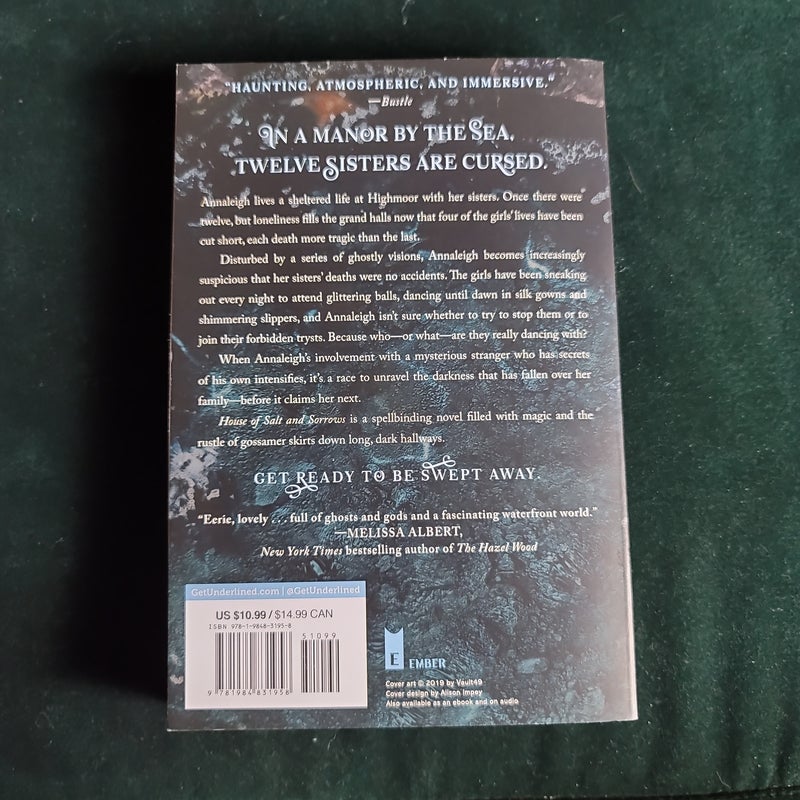 "HAUNTING, ATMOSPHERIC, AND IMMERSIVE."
—Bustle
IN A MANOR BY THE SEA,
TWELVE SISTERS ARE CURSED.
Annaleigh lives a sheltered life at Highmoor with her sisters. Once there were
twelve, but loneliness fills the grand halls now that four of the girls' lives have been
cut short, each death more tragic than the last.
Disturbed by a series of ghostly visions, Annaleigh becomes increasingly
suspicious that her sisters' deaths were no accidents. The girls have been sneaking
out every night to attend glittering balls, dancing until dawn in silk gowns and
shimmering slippers, and Annaleigh isn't sure whether to try to stop them or to
join their forbidden trysts. Because who—or what—are they really dancing with?
When Annaleigh's involvement with a mysterious stranger who has secrets
of his own intensifies, it's a race to unravel the darkness that has fallen over her
family—before it claims her next.
House of Salt and Sorrows is a spellbinding novel filled with magic and the
rustle of gossamer skirts down long, dark hallways.
GET READY TO BE SWEPT AWAY.
"Eerie, lovely . . . full of ghosts and gods and a fascinating waterfront world."
—MELISSA ALBERT,
New York Times bestselling author of The Hazel Wood
GetUnderlined.com | @GetUnderlined
US $10.99 / $14.99 CAN
ISBN 978-1-9848-3195-8
51099
9 781984 831958
E EMBER
Cover art © 2019 by Vault49
Cover design by Alison Impey
Also available as an ebook and on audio